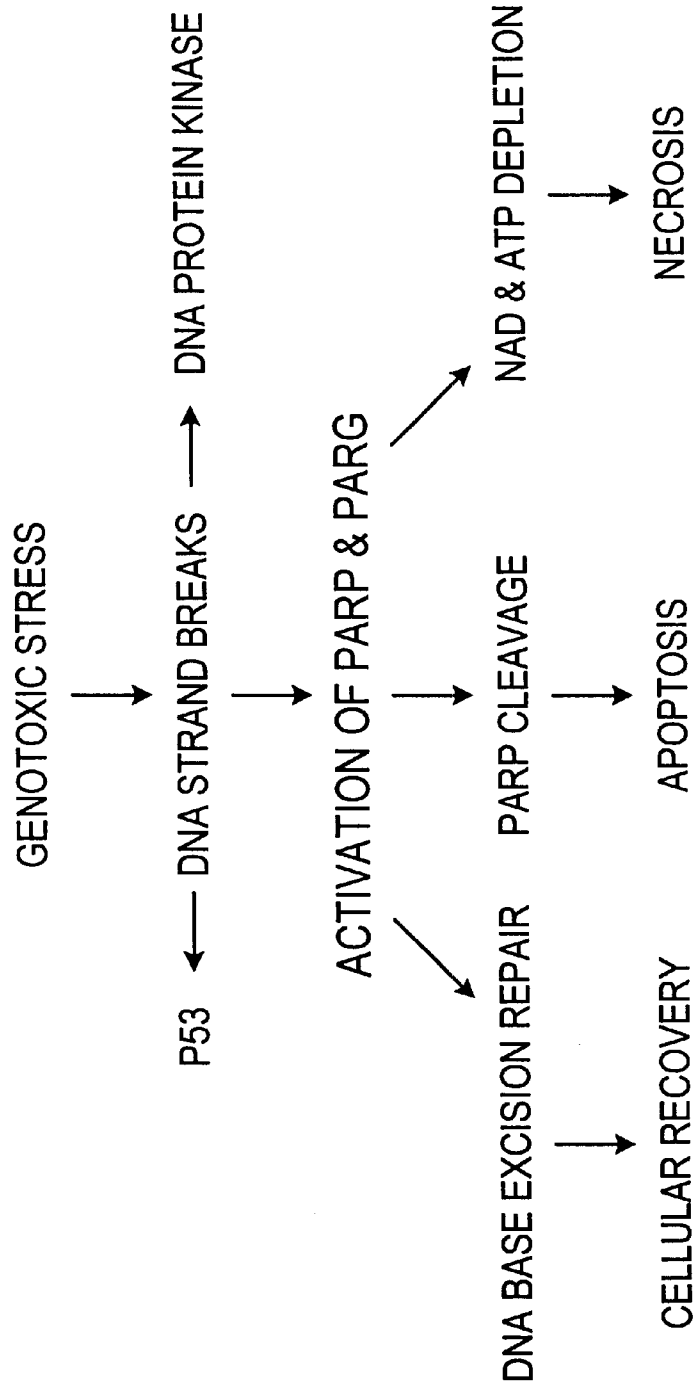 GENOTOXIC STRESS
P53
DNA STRAND BREAKS
DNA PROTEIN KINASE
ACTIVATION OF PARP & PARG
DNA BASE EXCISION REPAIR
PARP CLEAVAGE
NAD & ATP DEPLETION
CELLULAR RECOVERY
APOPTOSIS
NECROSIS